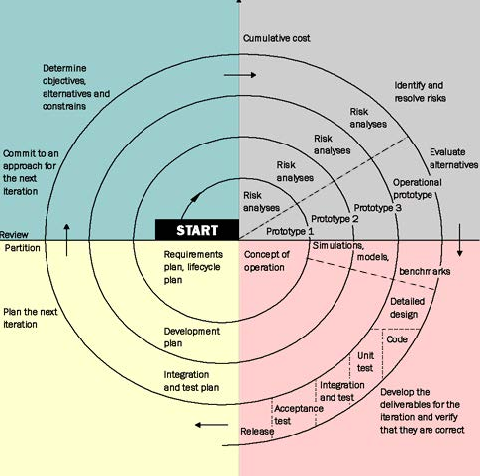 Cumulative cost
Determine
objectives,
alternatives and
constrains
Identify and
resolve risks
Risk
analyses
Risk
analyses
Risk
analyses
Risk
analyses
Evaluate
alternatives
Commit to an
approach for
the next
iteration
Operational
prototype
Prototype 3
Prototype 2
Prototype 1
START
Review
Partition
Requirements
plan, lifecycle
plan
Concept of
operation
Simulations,
models,
benchmarks
Plan the next
iteration
Development
plan
Detailed
design
Code
Unit
test
Integration
and test plan
Integration
and test
Acceptance
test
Release
Develop the
deliverables for the
iteration and verify
that they are correct